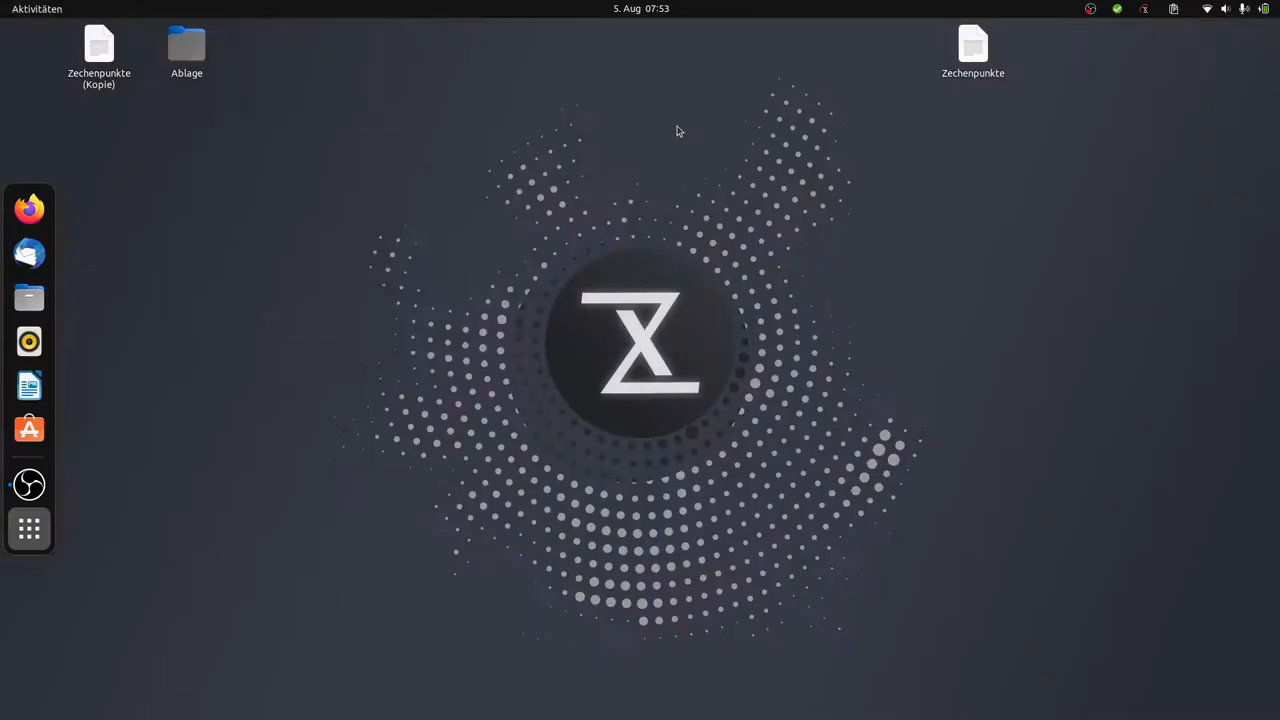 Aktivitäten
5. Aug 07:53
Zechenpunkte
(Kopie)
Ablage
Zechenpunkte